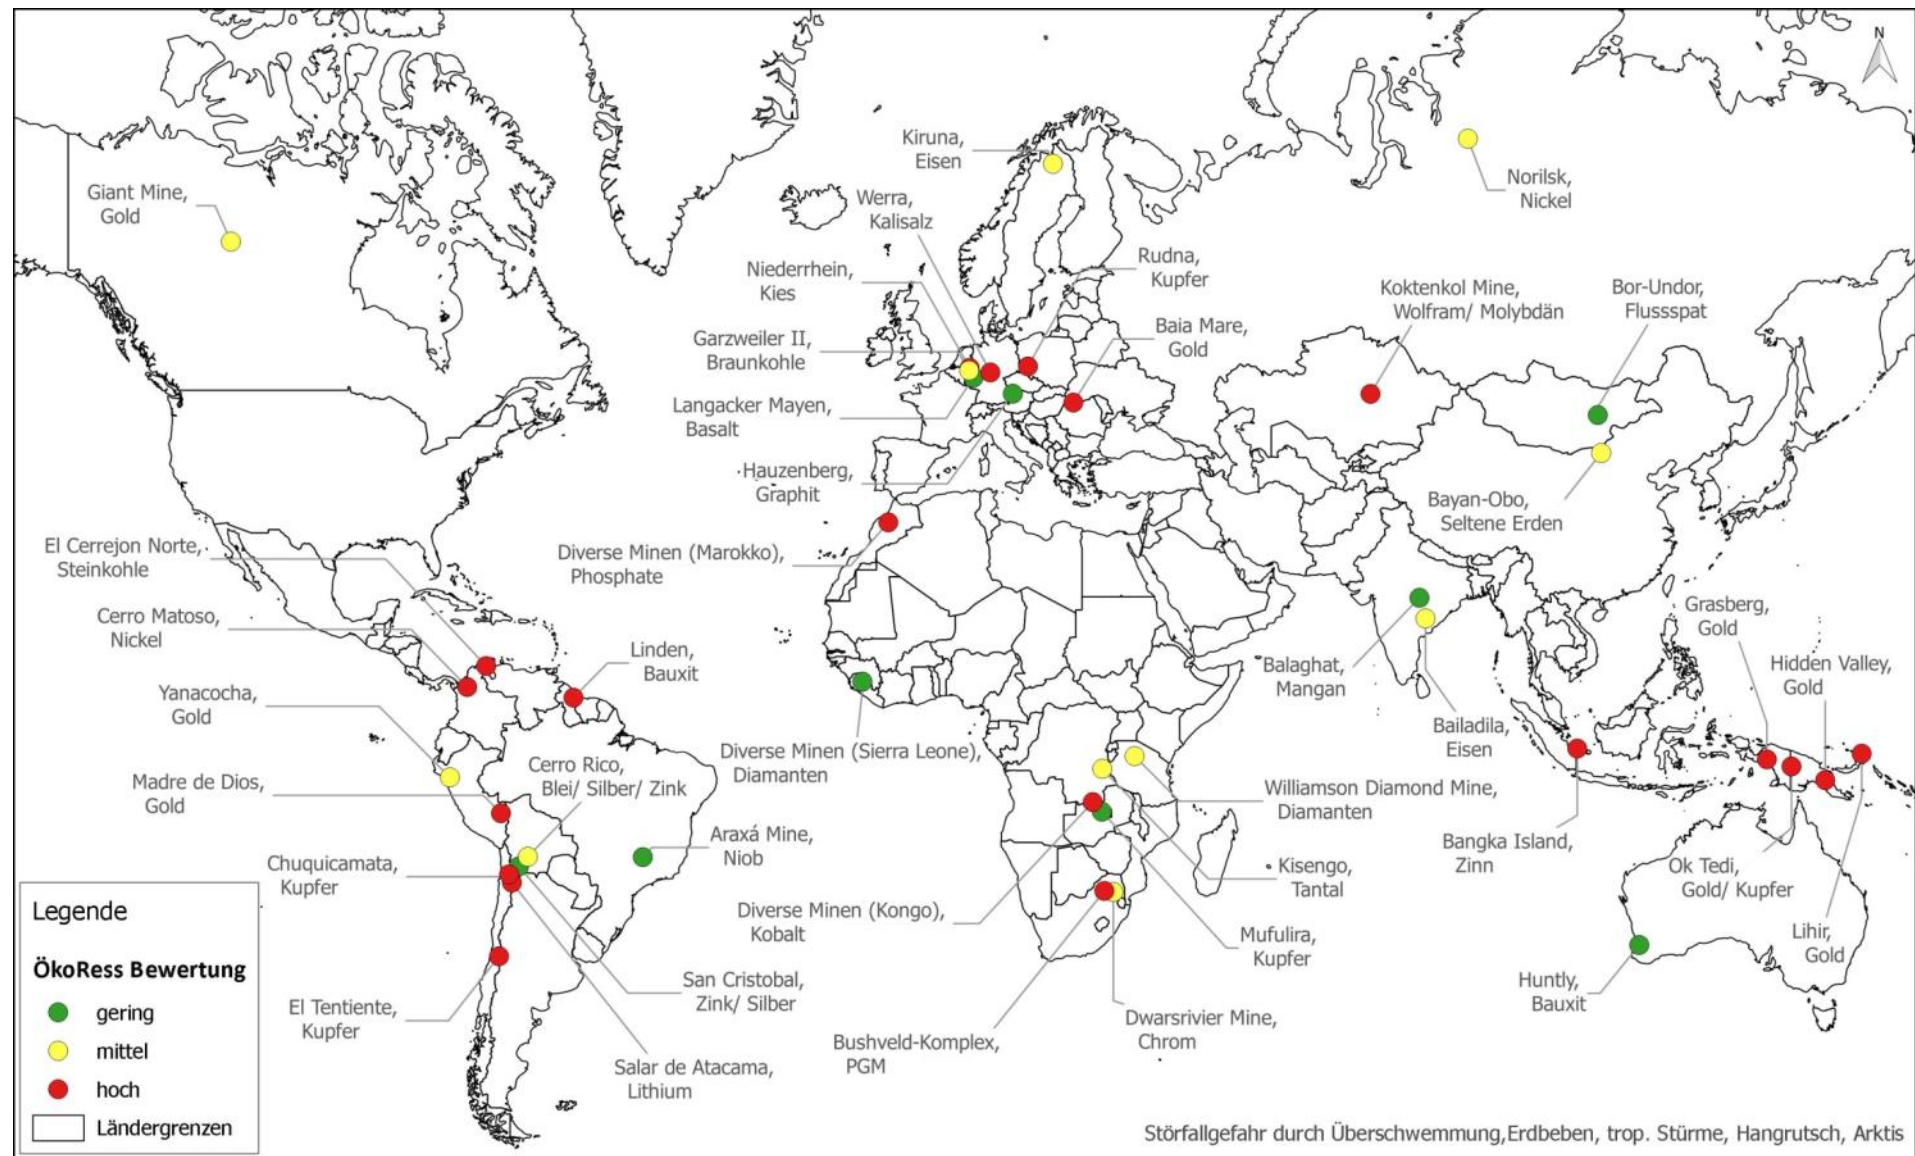 N
Kiruna,
Eisen
Norilsk,
Nickel
Giant Mine,
Gold
Werra,
Kalisalz
Rudna,
Kupfer
Niederrhein,
Kies
Koktenkol Mine,
Wolfram/ Molybdän
Bor-Undor,
Flussspat
Baia Mare,
Gold
Garzweiler II,
Braunkohle
Langacker Mayen,
Basalt
Hauzenberg,
Graphit
Bayan-Obo,
Seltene Erden
El Cerrejon Norte,
Steinkohle
Diverse Minen (Marokko),
Phosphate
Cerro Matoso,
Nickel
Grasberg,
Gold
Linden,
Bauxit
Balaghat,
Mangan
Hidden Valley,
Gold
Yanacocha,
Gold
Bailadila,
Eisen
Diverse Minen (Sierra Leone),
Diamanten
Cerro Rico,
Blei/ Silber/ Zink
Madre de Dios,
Gold
Williamson Diamond Mine,
Diamanten
Araxá Mine,
Niob
Bangka Island,
Zinn
Chuquicamata,
Kupfer
Kisengo,
Tantal
Ok Tedi,
Gold/ Kupfer
Diverse Minen (Kongo),
Kobalt
Mufulira,
Kupfer
Lihir,
Gold
San Cristobal,
Zink/ Silber
Huntly,
Bauxit
El Tentiente,
Kupfer
Dwarsrivier Mine,
Chrom
Bushveld-Komplex,
PGM
Salar de Atacama,
Lithium
Legende
ÖkoRess Bewertung
gering
mittel
hoch
Ländergrenzen
Störfallgefahr durch Überschwemmung,Erdbeben, trop. Stürme, Hangrutsch, Arktis